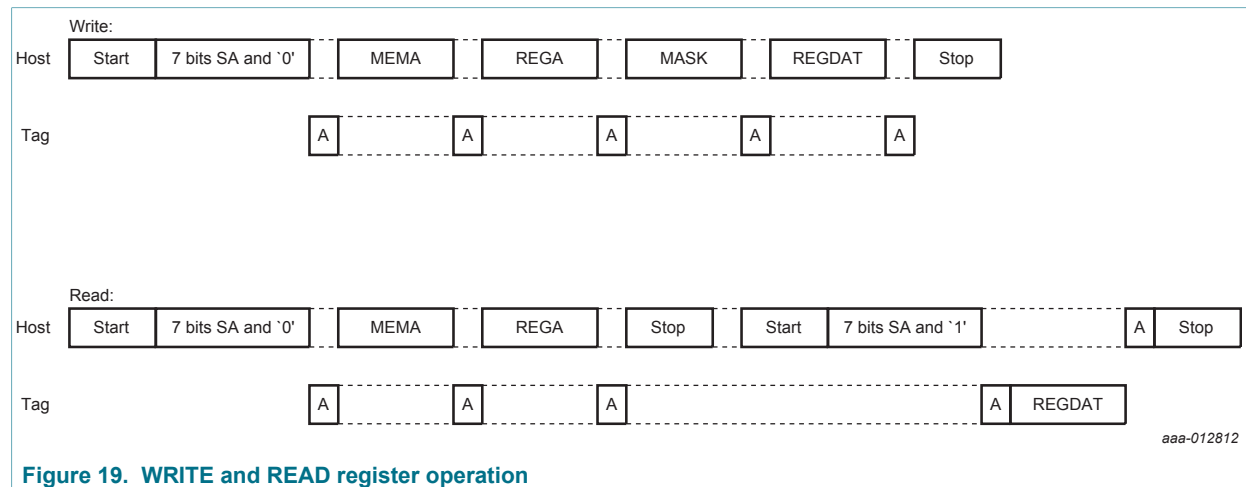 Write:
Host Start 7 bits SA and `0' MEMA REGA MASK REGDAT Stop
Tag A A A A A
Read:
Host Start 7 bits SA and `0' MEMA REGA Stop Start 7 bits SA and `1' A Stop
Tag A A A A REGDAT
aaa-012812
Figure 19. WRITE and READ register operation